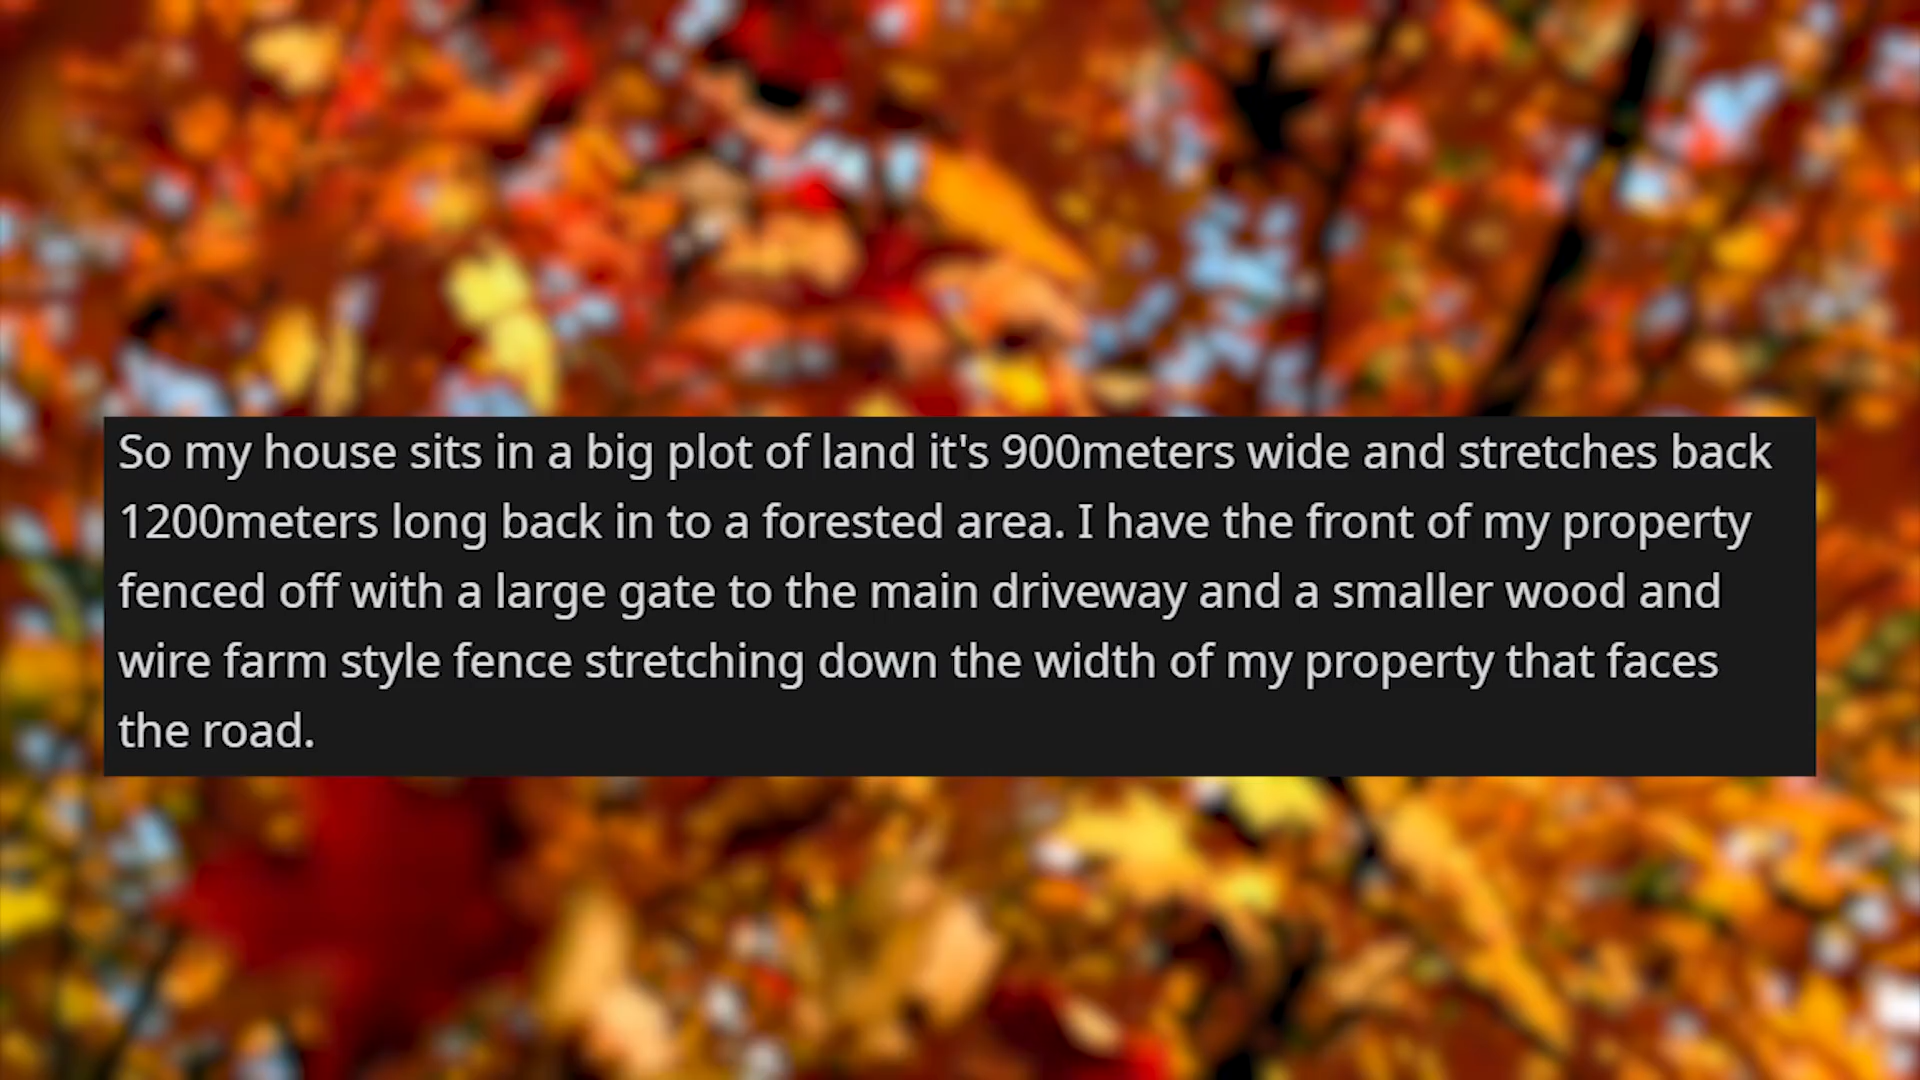 So my house sits in a big plot of land it's 900meters wide and stretches back
1200meters long back in to a forested area. I have the front of my property
fenced off with a large gate to the main driveway and a smaller wood and
wire farm style fence stretching down the width of my property that faces
the road.